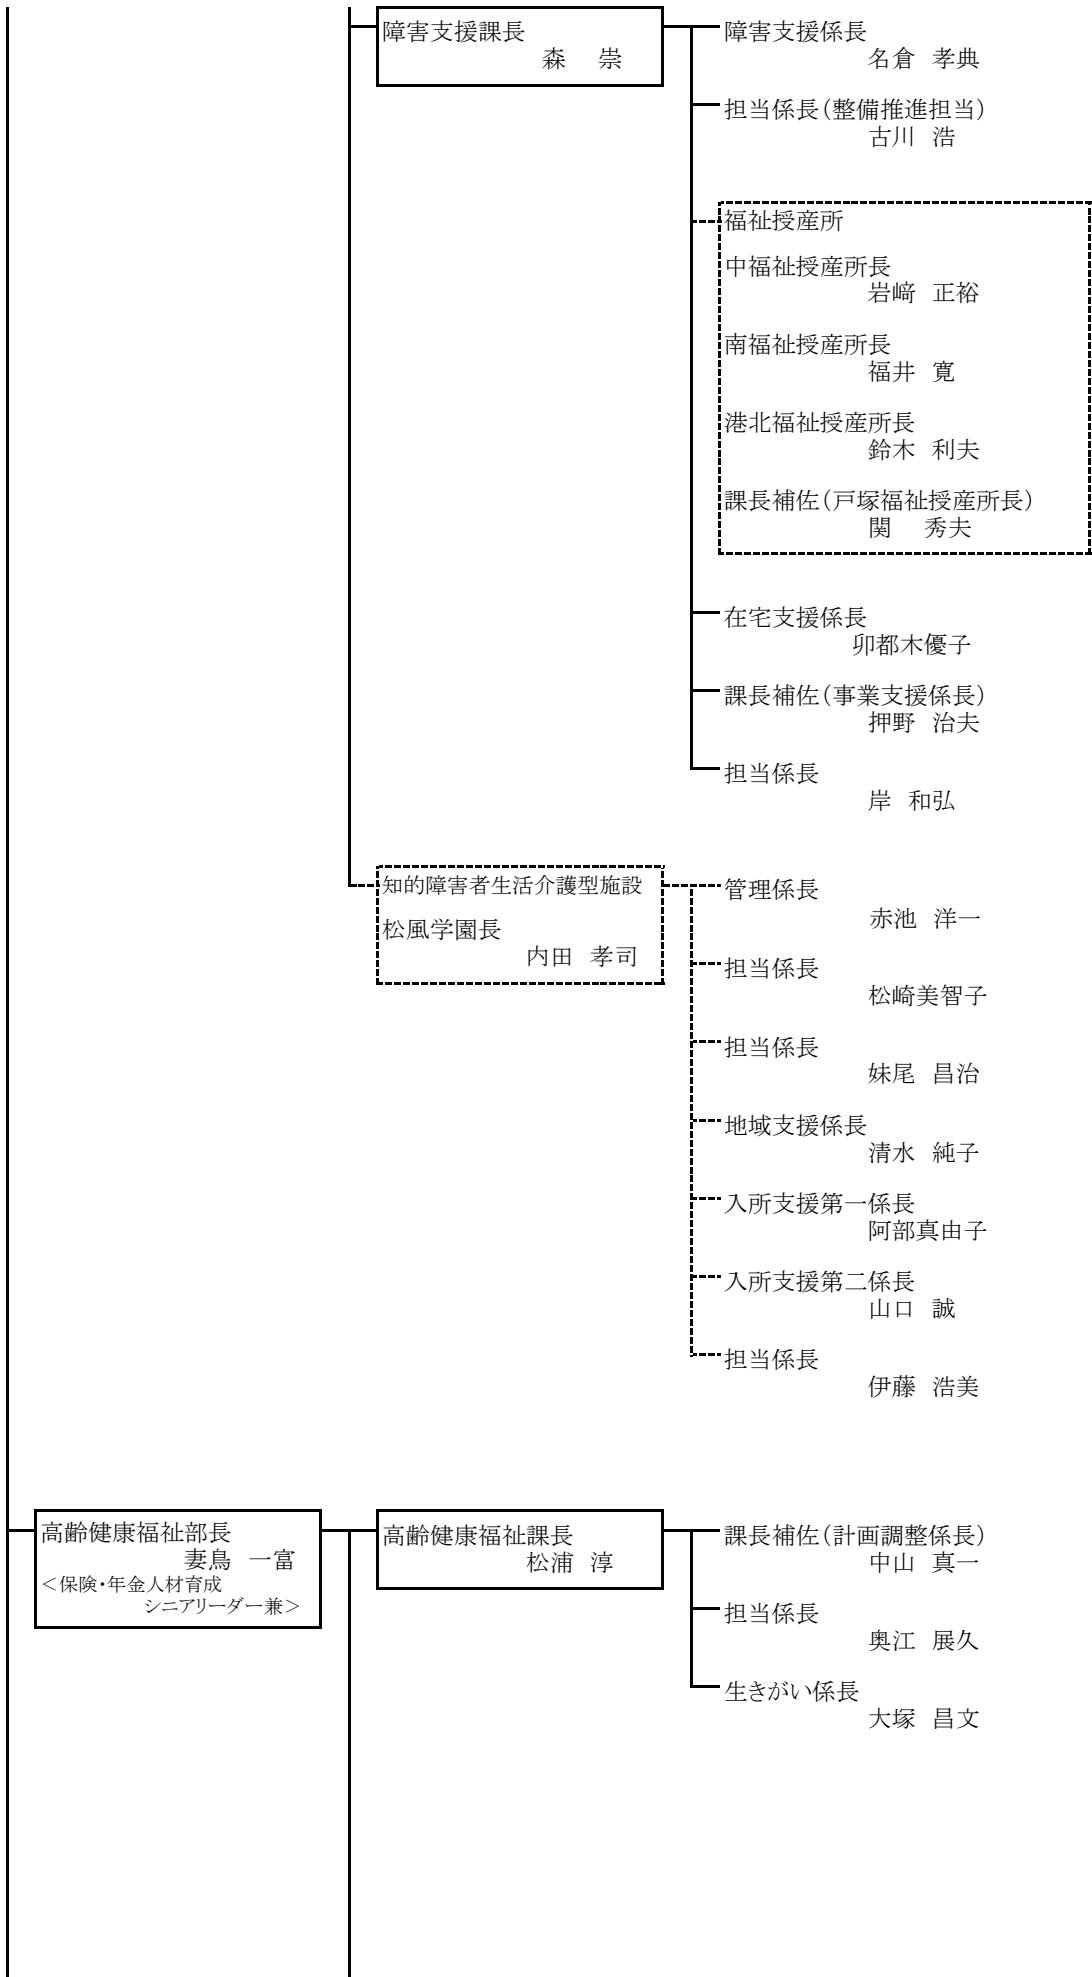 障害支援課長
森　崇
障害支援係長
名倉 孝典
担当係長(整備推進担当)
古川 浩
福祉授産所
中福祉授産所長
岩﨑 正裕
南福祉授産所長
福井 寛
港北福祉授産所長
鈴木 利夫
課長補佐(戸塚福祉授産所長)
関　秀夫
在宅支援係長
卯都木優子
課長補佐(事業支援係長)
押野 治夫
担当係長
岸 和弘
知的障害者生活介護型施設
松風学園長
内田 孝司
管理係長
赤池 洋一
担当係長
松崎美智子
担当係長
妹尾 昌治
地域支援係長
清水 純子
入所支援第一係長
阿部真由子
入所支援第二係長
山口 誠
担当係長
伊藤 浩美
高齢健康福祉部長
妻鳥 一富
＜保険・年金人材育成
シニアリーダー兼＞
高齢健康福祉課長
松浦 淳
課長補佐(計画調整係長)
中山 真一
担当係長
奥江 展久
生きがい係長
大塚 昌文